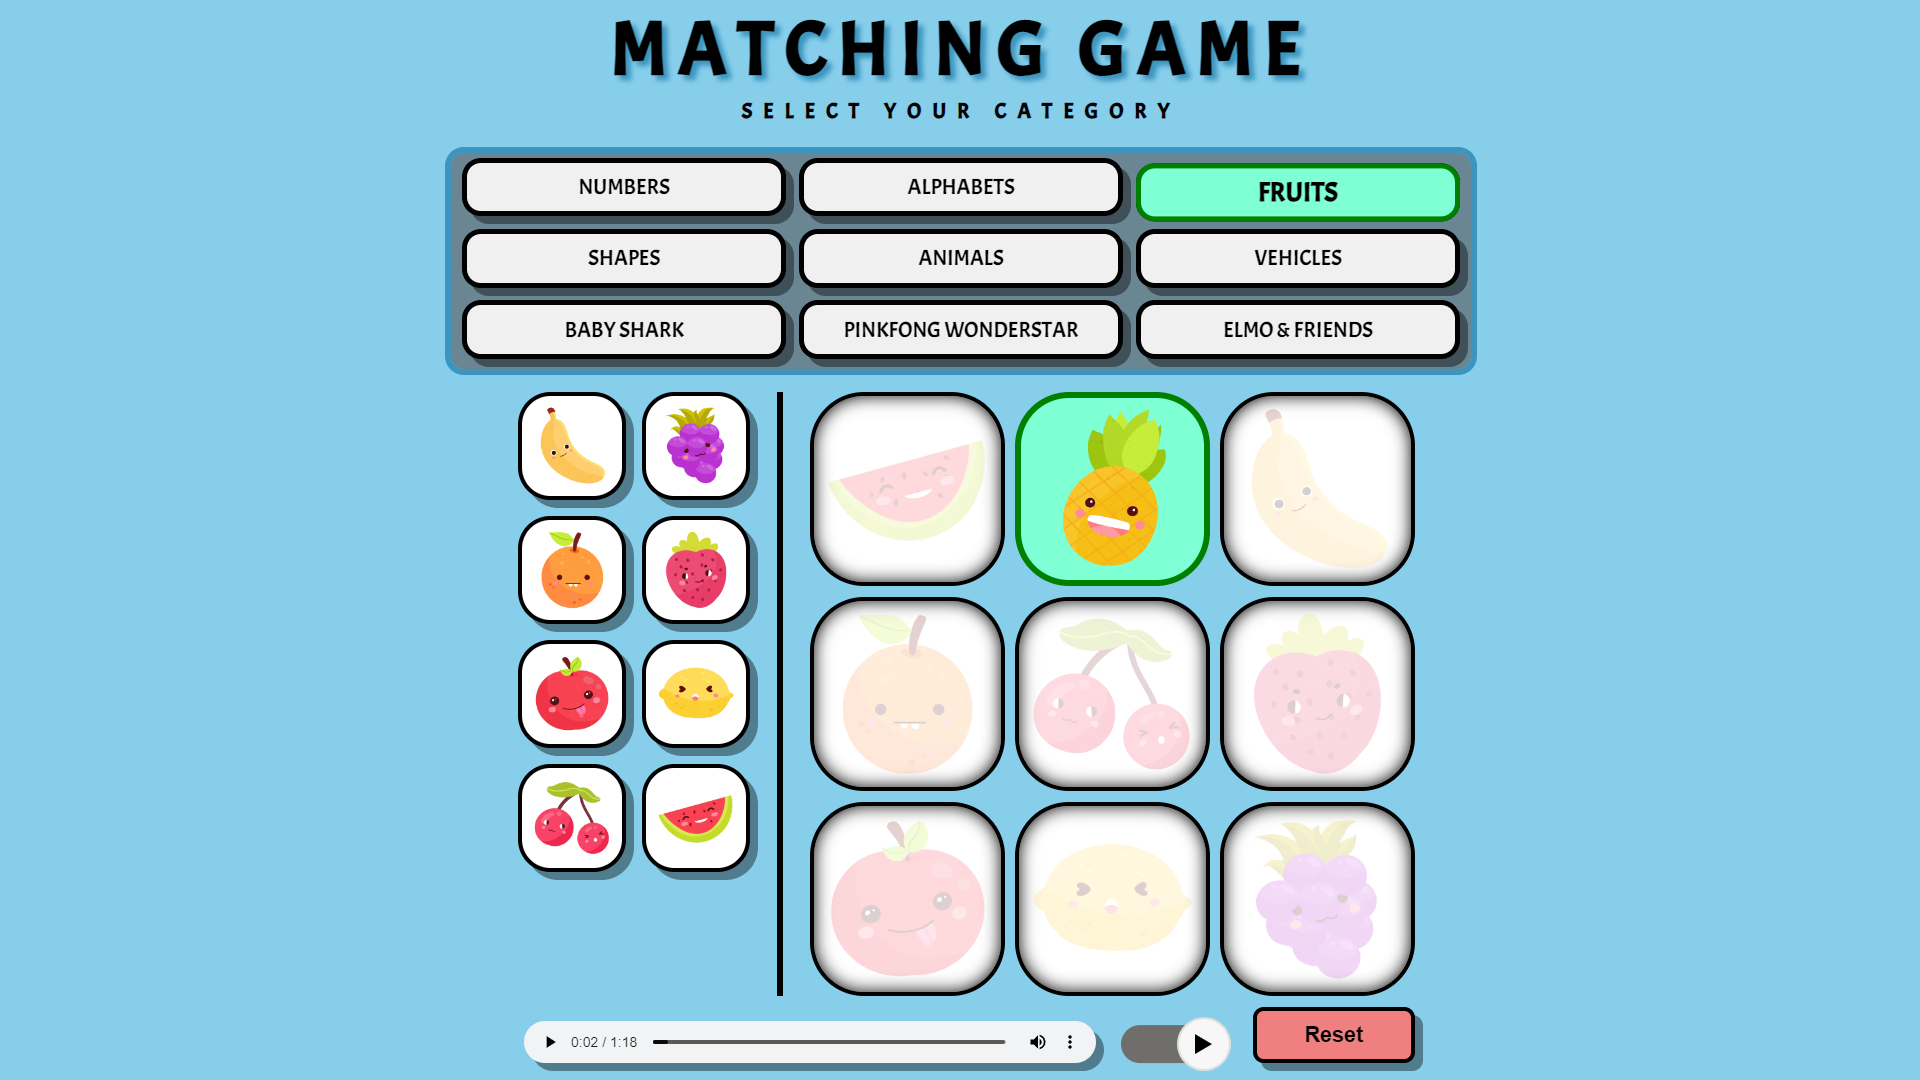 MATCHING GAME
SELECT YOUR CATEGORY
NUMBERS
ALPHABETS
FRUITS
SHAPES
ANIMALS
VEHICLES
BABY SHARK
PINKFONG WONDERSTAR
ELMO & FRIENDS
0:02 / 1:18
Reset